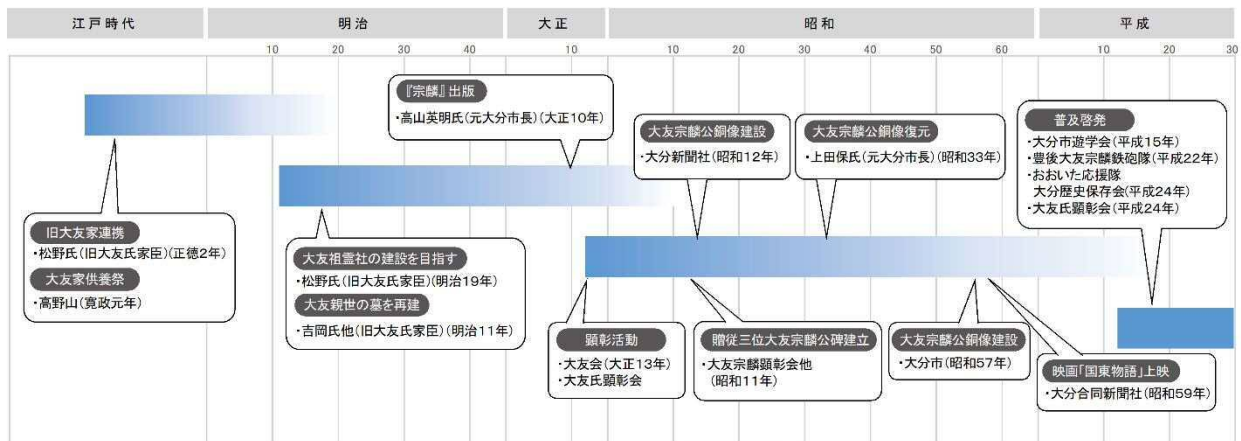 江戸時代
明治
大正
昭和
平成
10 20 30 40 10 10 20 30 40 50 60 10 20 30
『宗麟』出版
・高山英明氏(元大分市長)(大正10年)
大友宗麟公銅像建設
・大分新聞社(昭和12年)
大友宗麟公銅像復元
・上田保氏(元大分市長)(昭和33年)
普及啓発
・大分市遊学会(平成15年)
・豊後大友宗麟鉄砲隊(平成22年)
・おおいた応援隊
大分歴史保存会(平成24年)
・大友氏顕彰会(平成24年)
旧大友家連携
・松野氏(旧大友氏家臣)(正徳2年)
大友家供養祭
・高野山(寛政元年)
大友祖霊社の建設を目指す
・松野氏(旧大友氏家臣)(明治19年)
大友親世の墓を再建
・吉岡氏他(旧大友氏家臣)(明治11年)
顕彰活動
・大友会(大正13年)
・大友氏顕彰会
贈従三位大友宗麟公碑建立
・大友宗麟顕彰会他
(昭和11年)
大友宗麟公銅像建設
・大分市(昭和57年)
映画「国東物語」上映
・大分合同新聞社(昭和59年)